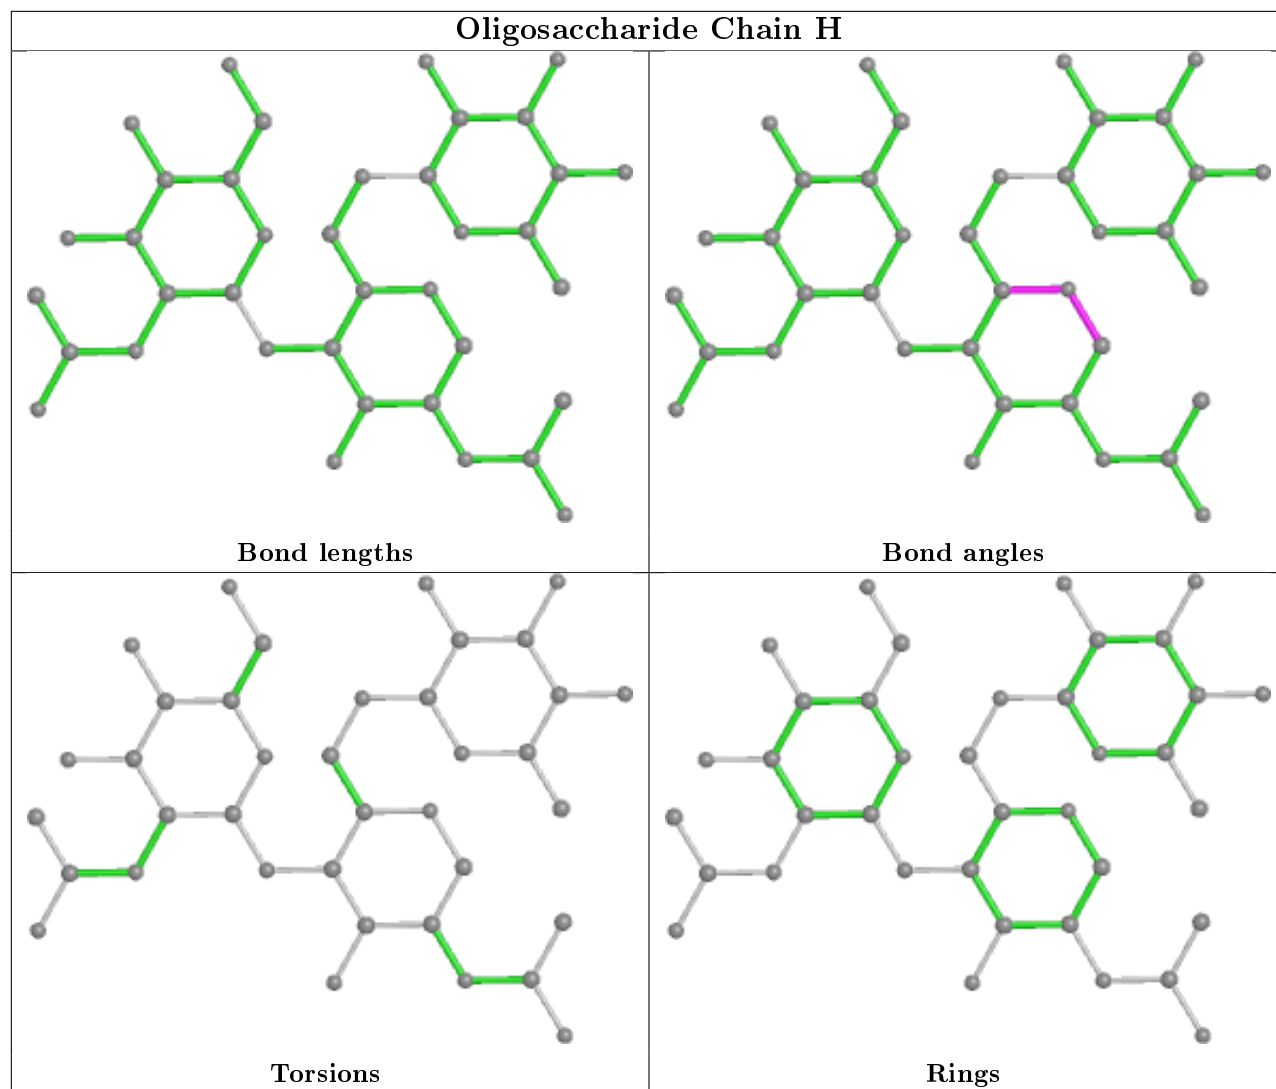 Oligosaccharide Chain H
Bond lengths
Bond angles
Torsions
Rings